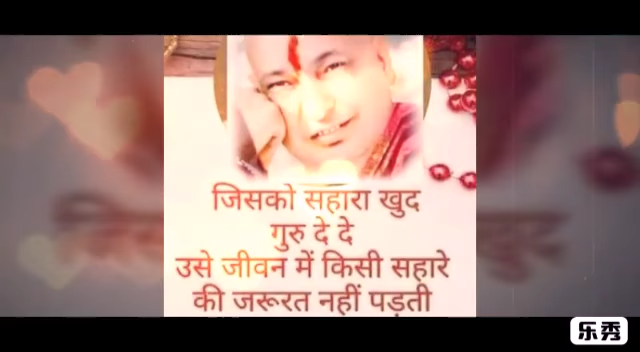 जिसको सहारा खुद
गुरु दे दे
उसे जीवन में किसी सहारे
की जरूरत नहीं पड़ती
乐秀